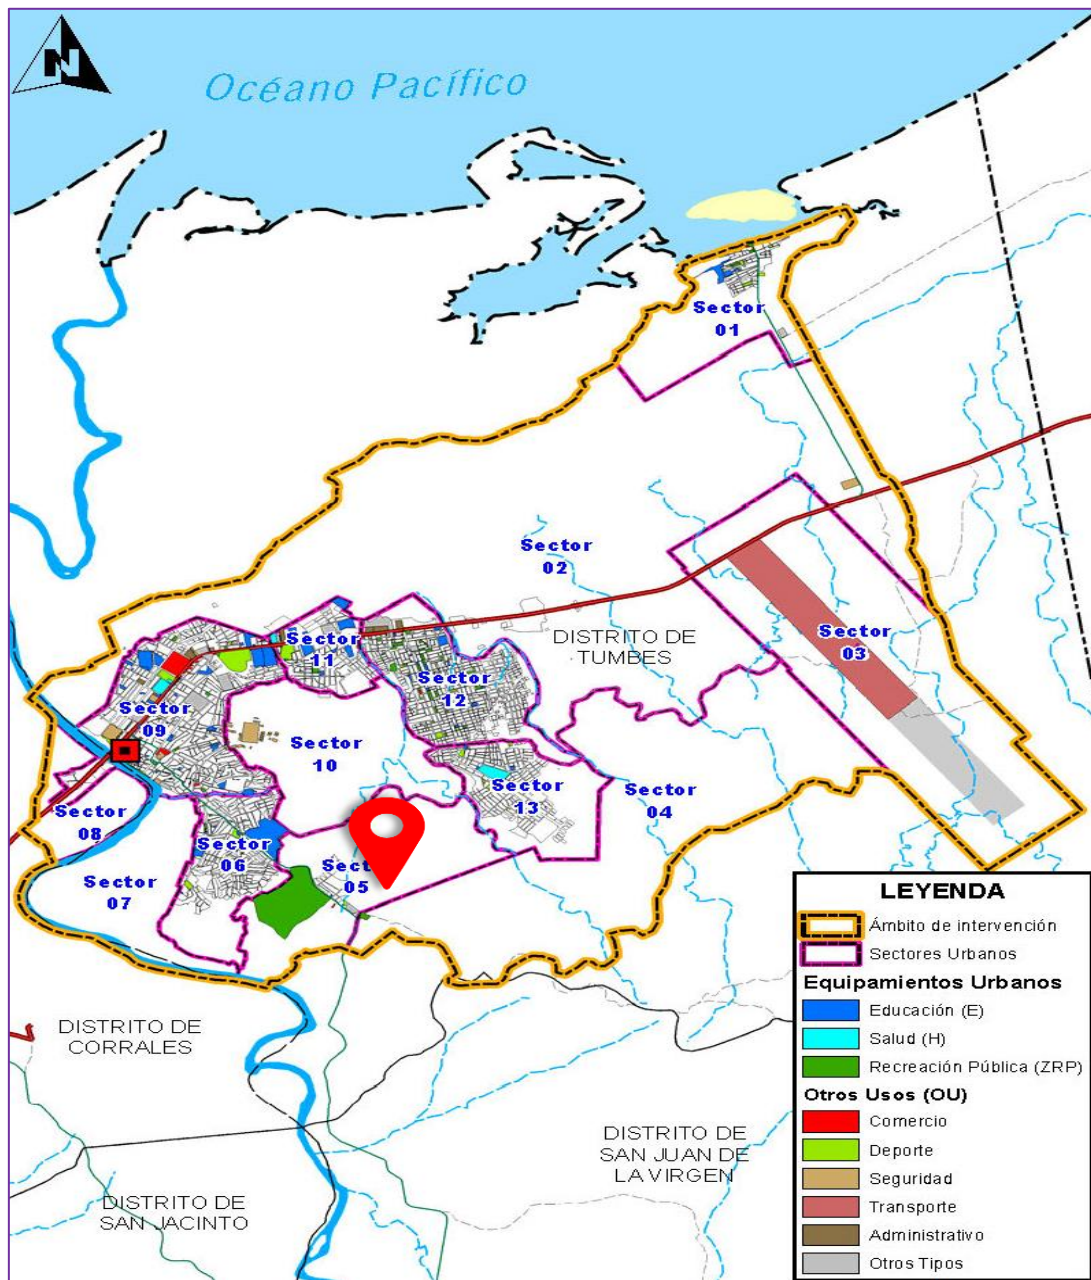 N
Océano Pacífico
Sector
01
Sector
02
DISTRITO DE
TUMBES
Sector
03
Sector
11
Sector
12
Sector
09
Sector
10
Sector
13
Sector
04
Sector
08
Sector
06
Sect
05
Sector
07
DISTRITO DE
CORRALES
DISTRITO DE
SAN JUAN DE
LA VIRGEN
DISTRITO DE
SAN JACINTO
LEYENDA
Ámbito de intervención
Sectores Urbanos
Equipamientos Urbanos
Educación (E)
Salud (H)
Recreación Pública (ZRP)
Otros Usos (OU)
Comercio
Deporte
Seguridad
Transporte
Administrativo
Otros Tipos